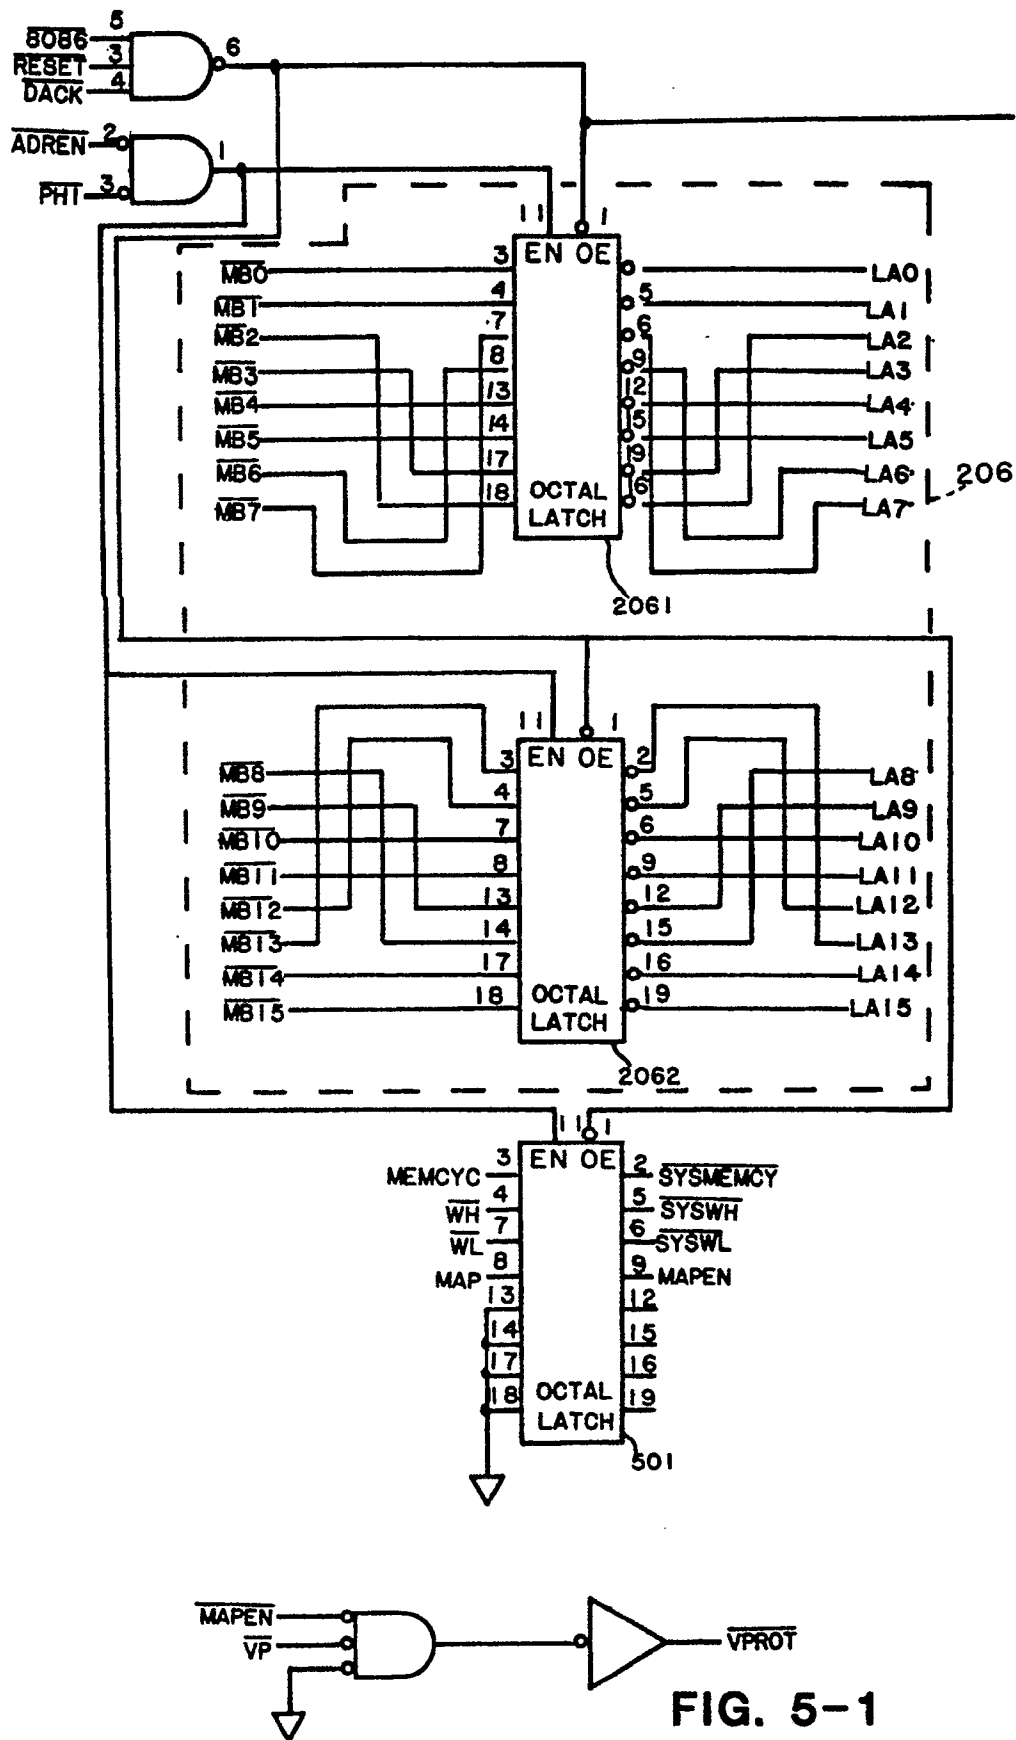 8086 5
RESET 3
DACK 4
6
ADREN 2
PHT 3
1
11 1
EN OE
MB0 3 LA0
MB1 4 5 LA1
MB2 7 6 LA2
MB3 8 9 LA3
MB4 13 12 LA4
MB5 14 15 LA5
MB6 17 19 LA6
MB7 18 16 LA7
206
OCTAL
LATCH
2061
11 1
EN OE
3 2
MB8 4 5 LA8
MB9 7 6 LA9
MB10 8 9 LA10
MB11 13 12 LA11
MB12 14 15 LA12
MB13 17 16 LA13
MB14 18 19 LA14
MB15 LA15
OCTAL
LATCH
2062
11 1
EN OE
MEMCYC 3 2 SYSMEMCY
WH 4 5 SYSWH
WL 7 6 SYSWL
MAP 8 9 MAPEN
13 12
14 15
17 16
18 19
OCTAL
LATCH
501
MAPEN
VP
VPROT
FIG. 5-1